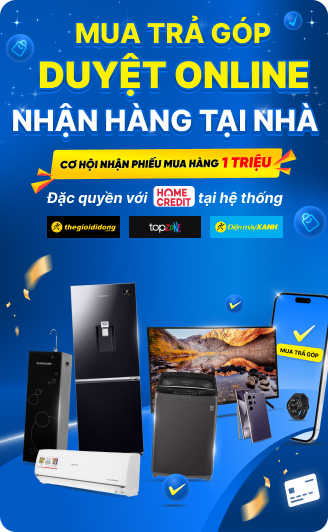 MUA TRẢ GÓP
DUYỆT ONLINE
NHẬN HÀNG TẠI NHÀ
CƠ HỘI NHẬN PHIẾU MUA HÀNG 1 TRIỆU
Đặc quyền với HOME CREDIT tại hệ thống
thegioididong topzone Điện máy XANH
MUA TRẢ GÓP